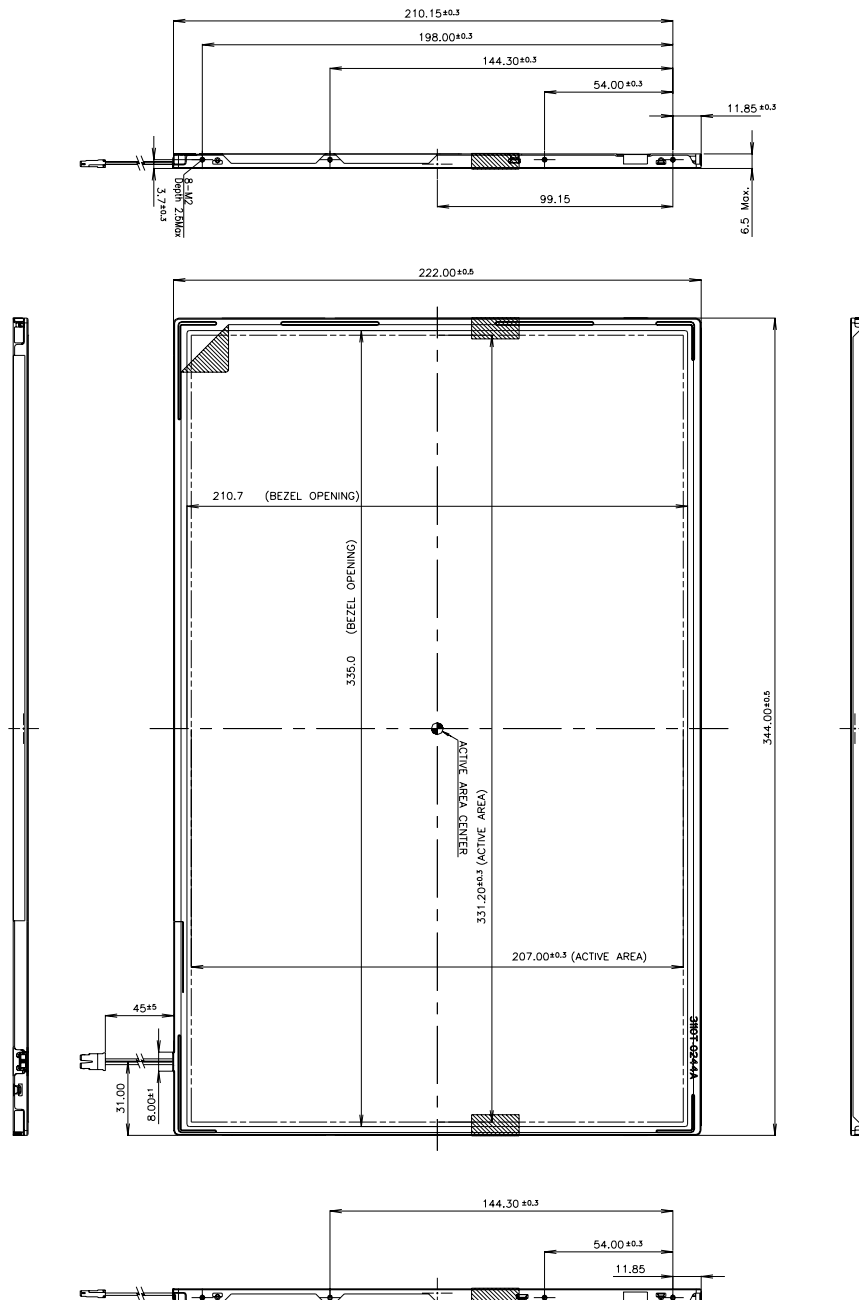 210.15±0.3
198.00±0.3
144.30±0.3
54.00±0.3
11.85±0.3
8-M2
Depth 2.5Max
3.7±0.3
99.15
6.5 Max.
222.00±0.5
210.7 (BEZEL OPENING)
335.0 (BEZEL OPENING)
344.00±0.5
ACTIVE AREA CENTER
331.20±0.3 (ACTIVE AREA)
207.00±0.3 (ACTIVE AREA)
45±5
3110T-0244A
31.00
8.00±1
144.30±0.3
54.00±0.3
11.85